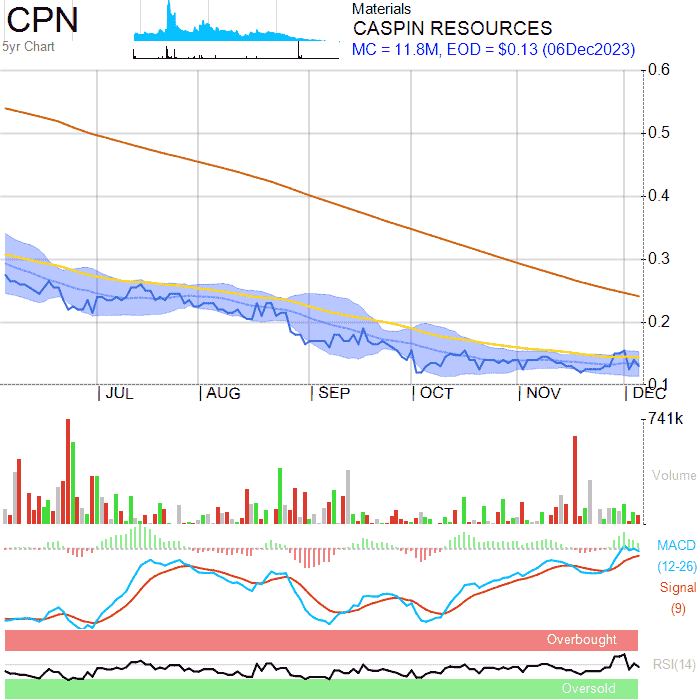 CPN
5yr Chart
Materials
CASPIN RESOURCES
MC = 11.8M, EOD = $0.13 (06Dec2023)
0.6
0.5
0.4
0.3
0.2
0.1
JUL
AUG
SEP
OCT
NOV
DEC
741k
Volume
MACD
(12-26)
Signal
(9)
Overbought
RSI(14)
Oversold